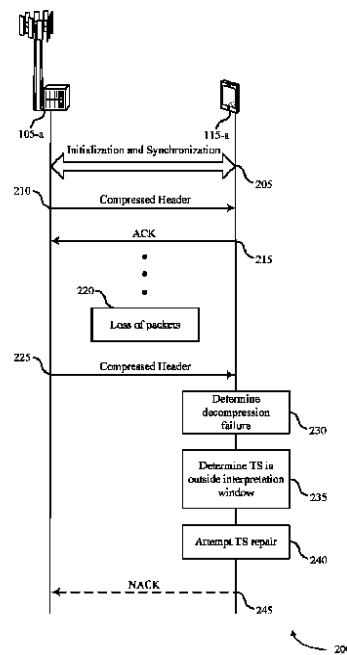 105-a
115-a
Initialization and Synchronization
205
210
Compressed Header
ACK
215
220
Loss of packets
225
Compressed Header
Determine
decompression
failure
230
Determine TS is
outside interpretation
window
235
Attempt TS repair
240
NACK
245
200